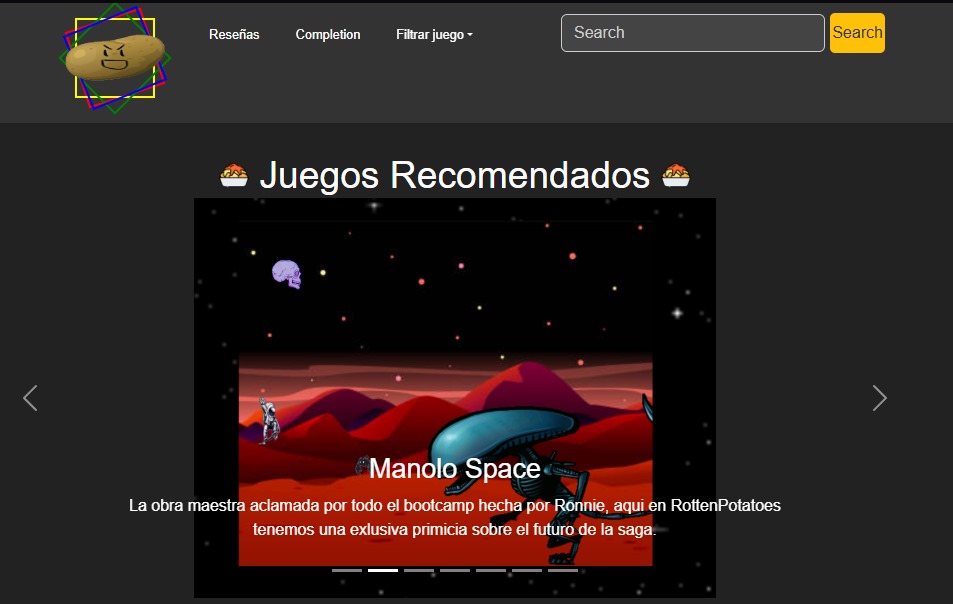 Reseñas Completion Filtrar juego Search Search
Juegos Recomendados
Manolo Space
La obra maestra aclamada por todo el bootcamp hecha por Ronnie, aqui en RottenPotatoes
tenemos una exlusiva primicia sobre el futuro de la saga.